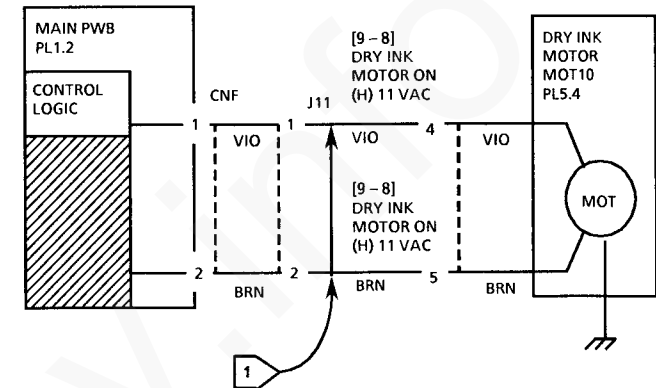 MAIN PWB
PL1.2
CONTROL
LOGIC
CNF
J11
[9 – 8]
DRY INK
MOTOR ON
(H) 11 VAC
DRY INK
MOTOR
MOT10
PL5.4
1
VIO
1
VIO
4
VIO
MOT
[9 – 8]
DRY INK
MOTOR ON
(H) 11 VAC
2
BRN
2
BRN
5
BRN
1